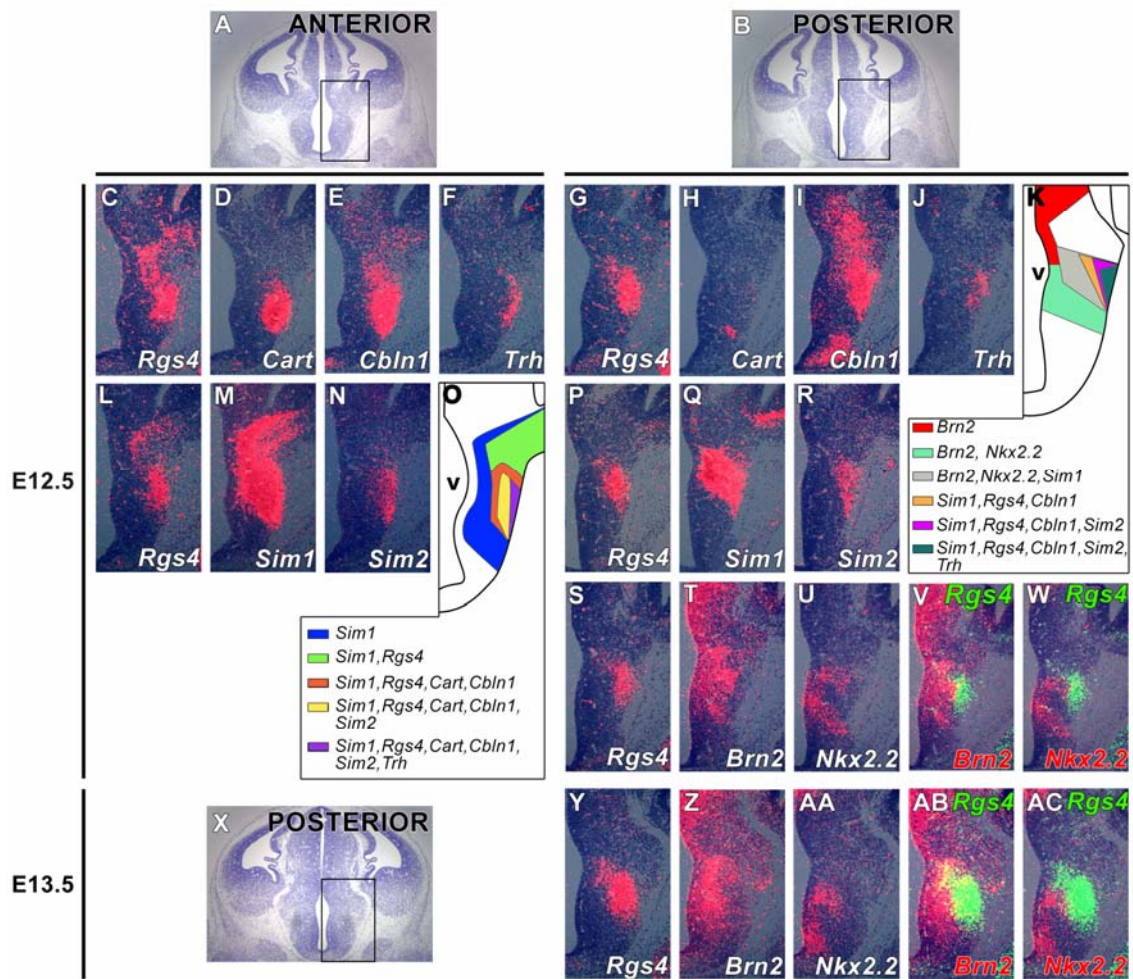 A ANTERIOR
B POSTERIOR
C D E F G H I J K
Rgs4 Cart Cbln1 Trh Rgs4 Cart Cbln1 Trh
v
L M N O P Q R
v
E12.5
Rgs4 Sim1 Sim2 Rgs4 Sim1 Sim2
Brn2
Brn2, Nkx2.2
Brn2,Nkx2.2,Sim1
Sim1,Rgs4,Cbln1
Sim1,Rgs4,Cbln1,Sim2
Sim1,Rgs4,Cbln1,Sim2,
Trh
Sim1
Sim1,Rgs4
Sim1,Rgs4,Cart,Cbln1
Sim1,Rgs4,Cart,Cbln1,
Sim2
Sim1,Rgs4,Cart,Cbln1,
Sim2,Trh
S T U V Rgs4 W Rgs4
Rgs4 Brn2 Nkx2.2 Brn2 Nkx2.2
E13.5
X POSTERIOR
Y Z AA AB Rgs4 AC Rgs4
Rgs4 Brn2 Nkx2.2 Brn2 Nkx2.2